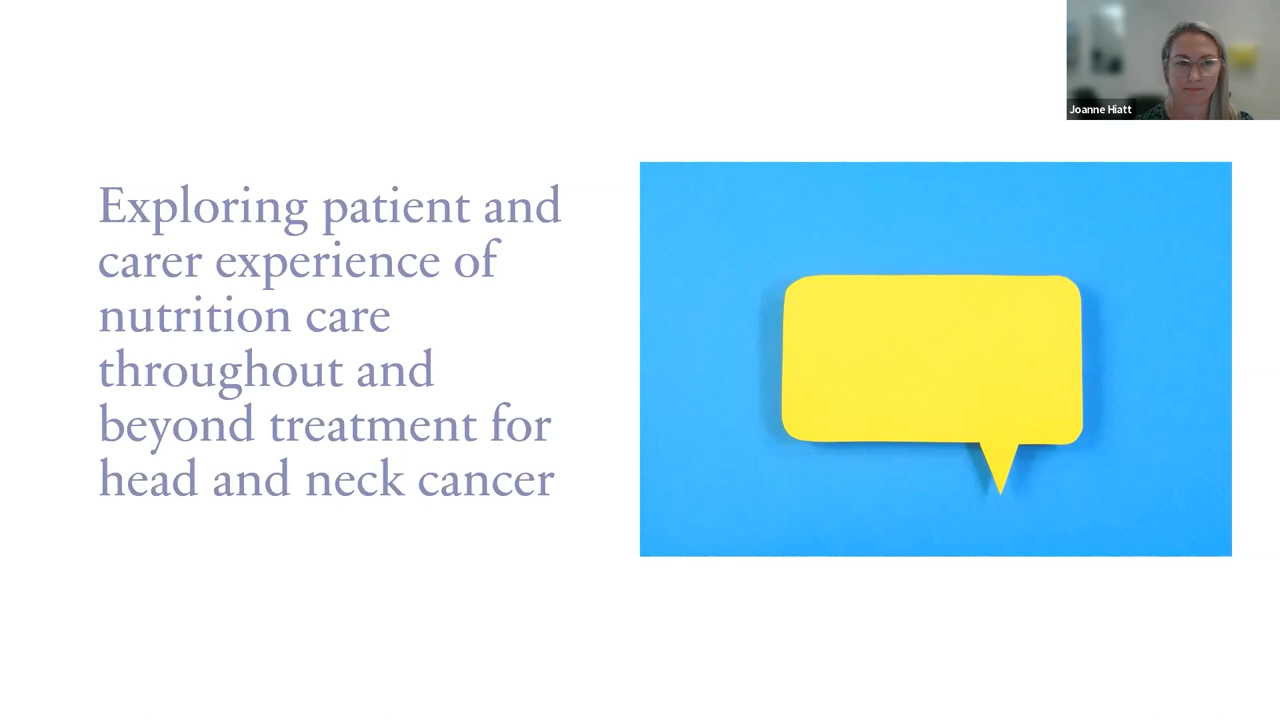 Joanne Hiatt
Exploring patient and
carer experience of
nutrition care
throughout and
beyond treatment for
head and neck cancer